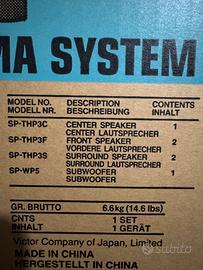 MA SYSTEM
MODEL NO. DESCRIPTION CONTENTS
MODELL NR. BESCHREIBUNG INHALT
SP-THP3C CENTER SPEAKER 1
CENTER LAUTSPRECHER
SP-THP3F FRONT SPEAKER 2
VORDERE LAUTSPRECHER
SP-THP3S SURROUND SPEAKER 2
SURROUND LAUTSPRECHER
SP-WP5 SUBWOOFER 1
SUBWOOFER
GR. BRUTTO 6.6kg (14.6 lbs)
CNTS 1 SET
INHALT 1 GERÄT
Victor Company of Japan, Limited
MADE IN CHINA
HERGESTELLT IN CHINA
Subito